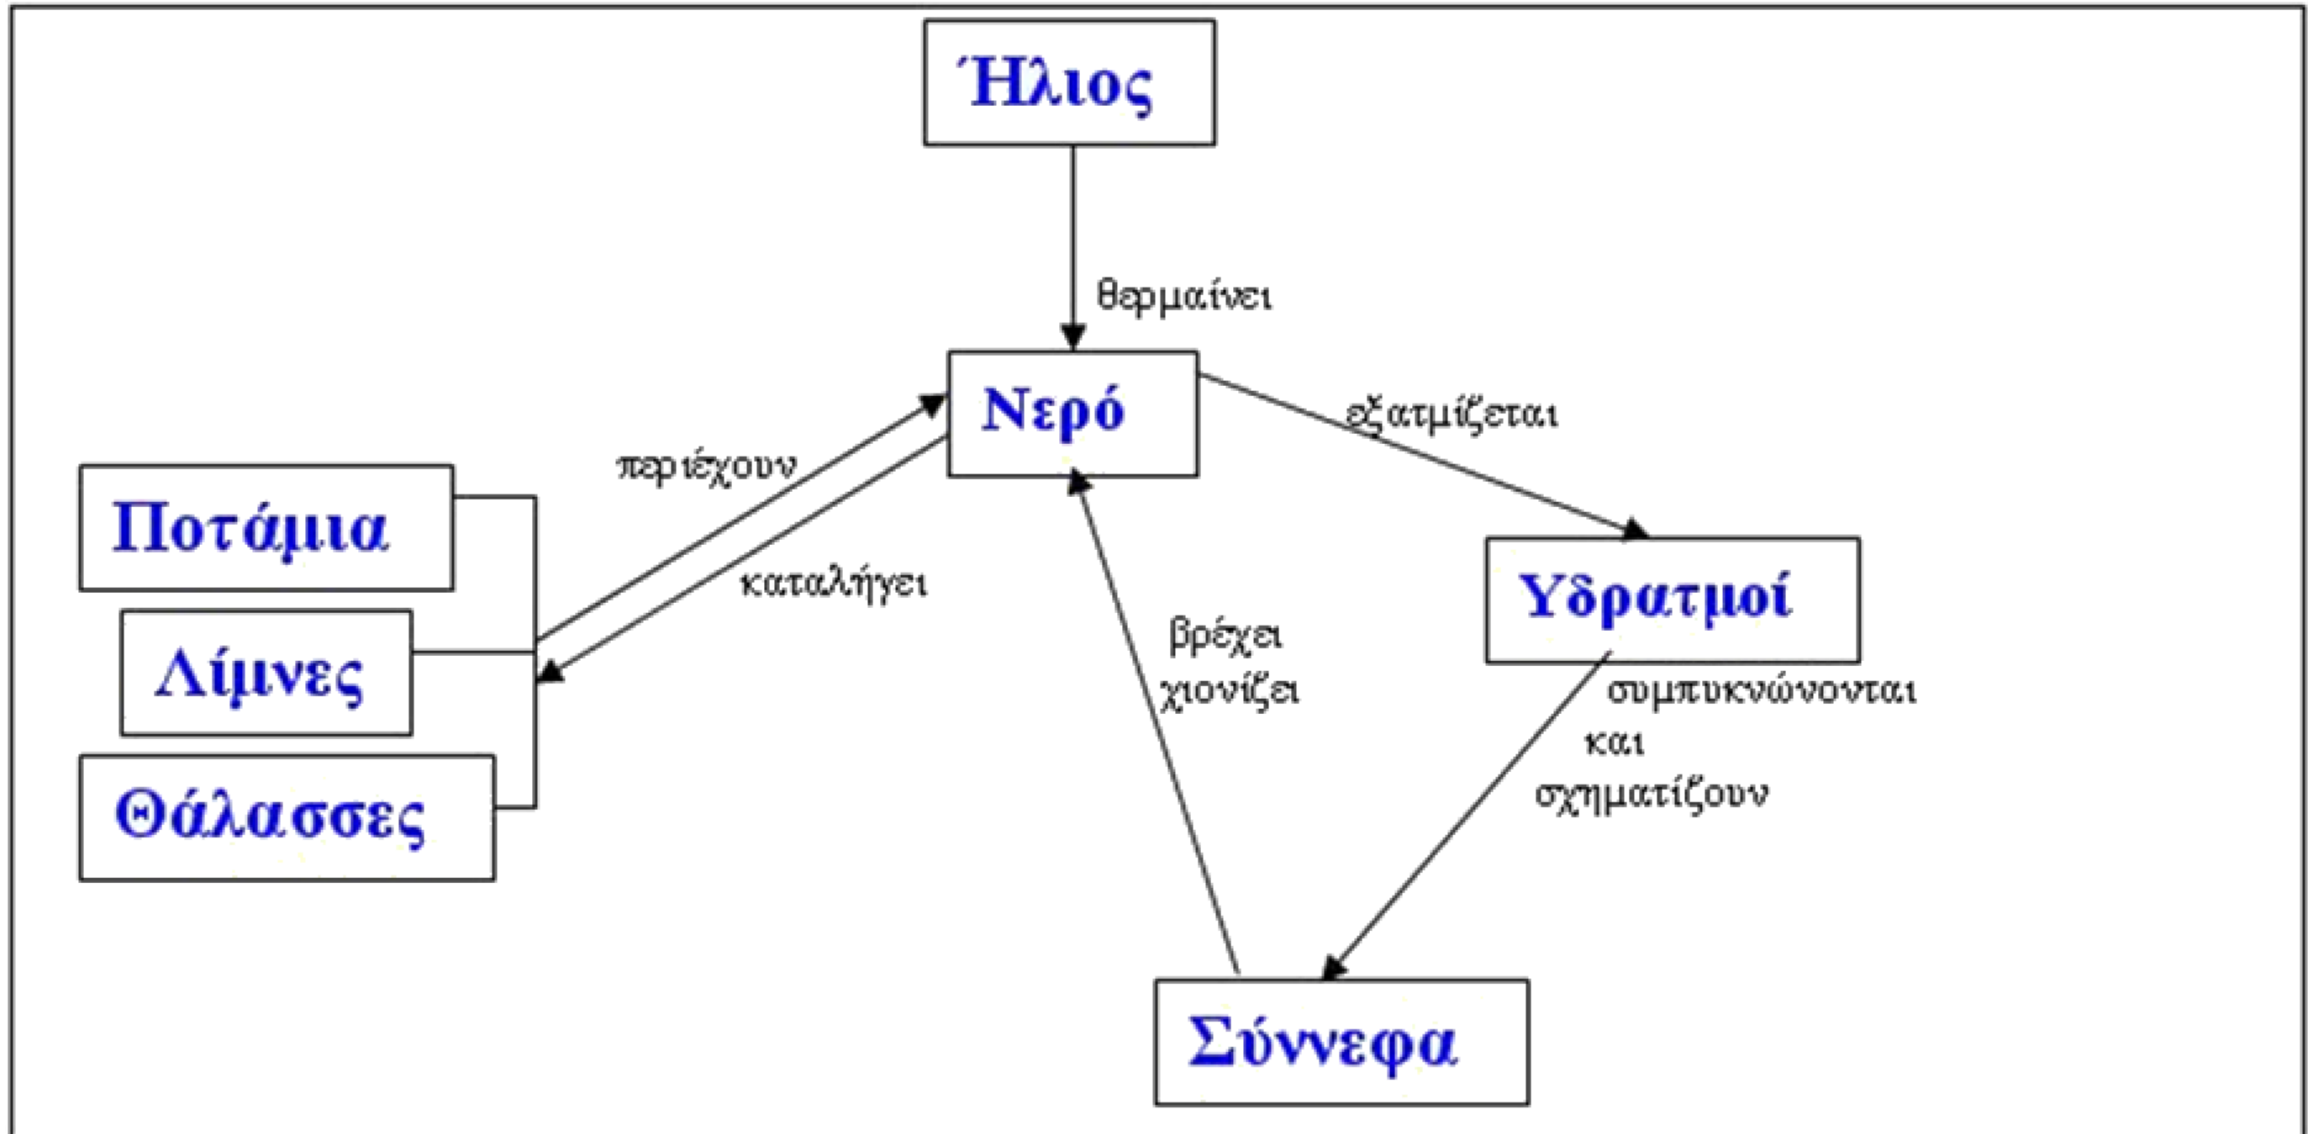 Ήλιος
θερμαίνει
Νερό
εξατμίζεται
περιέχουν
καταλήγει
Ποτάμια
Λίμνες
Θάλασσες
Υδρατμοί
βρέχει
χιονίζει
συμπυκνώνονται
και
σχηματίζουν
Σύννεφα